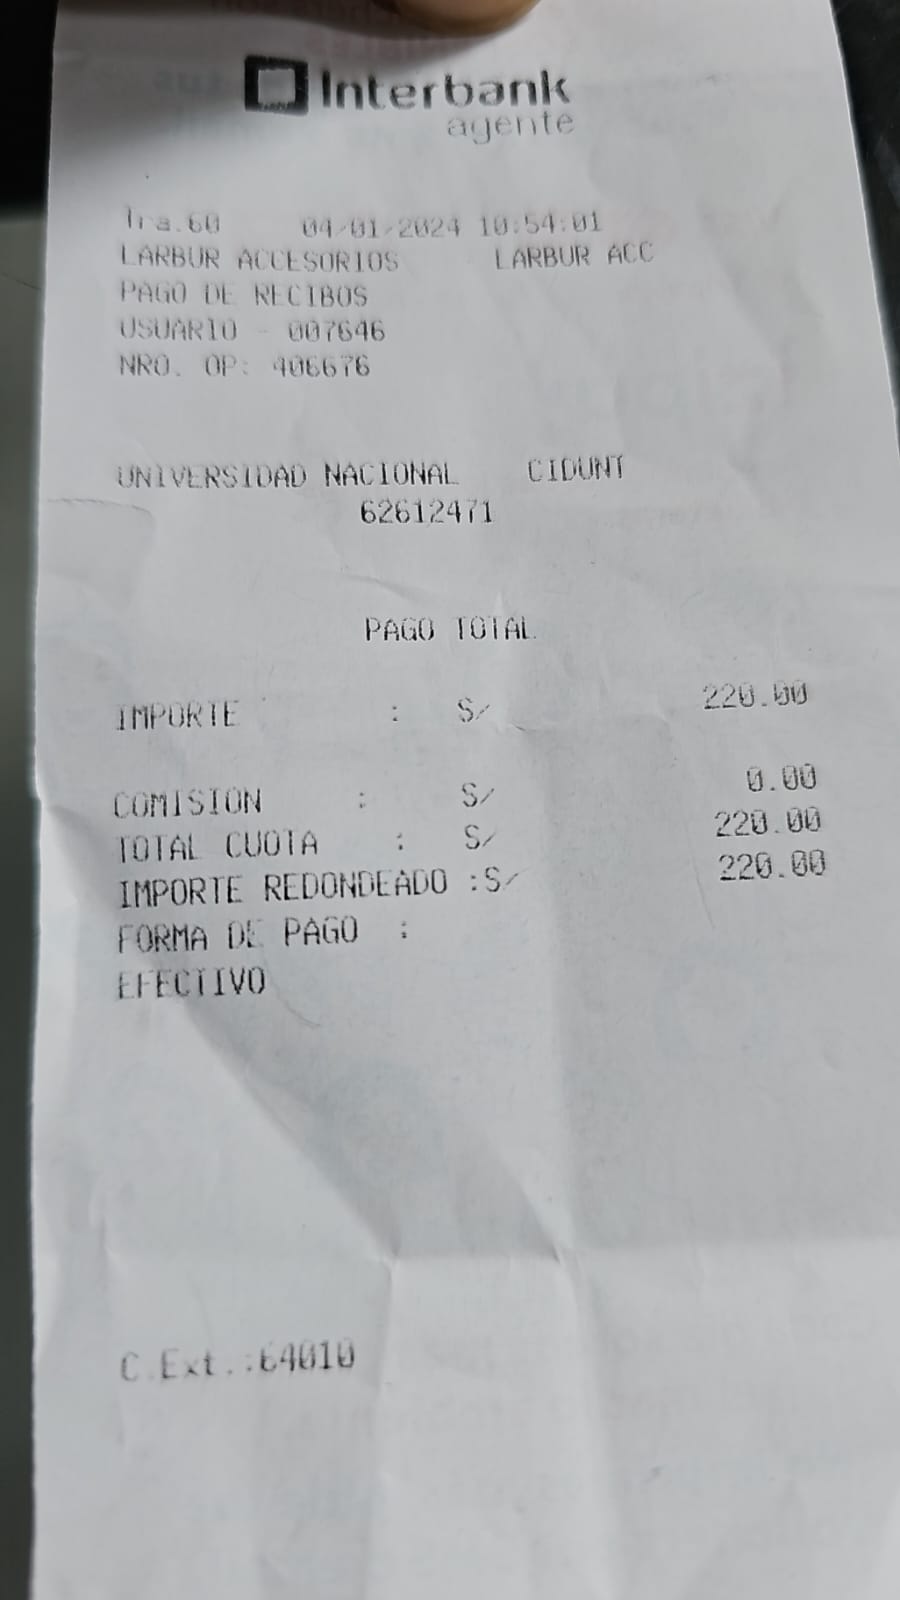 Interbank
agente
Tra.60 04/01/2024 10:54:01
LARBUR ACCESORIOS LARBUR ACC
PAGO DE RECIBOS
USUARIO - 007646
NRO. OP: 406676
UNIVERSIDAD NACIONAL CIDUNT
62612471
PAGO TOTAL
IMPORTE : S/ 220.00
COMISION : S/ 0.00
TOTAL CUOTA : S/ 220.00
IMPORTE REDONDEADO :S/ 220.00
FORMA DE PAGO :
EFECTIVO
C.Ext.:64010